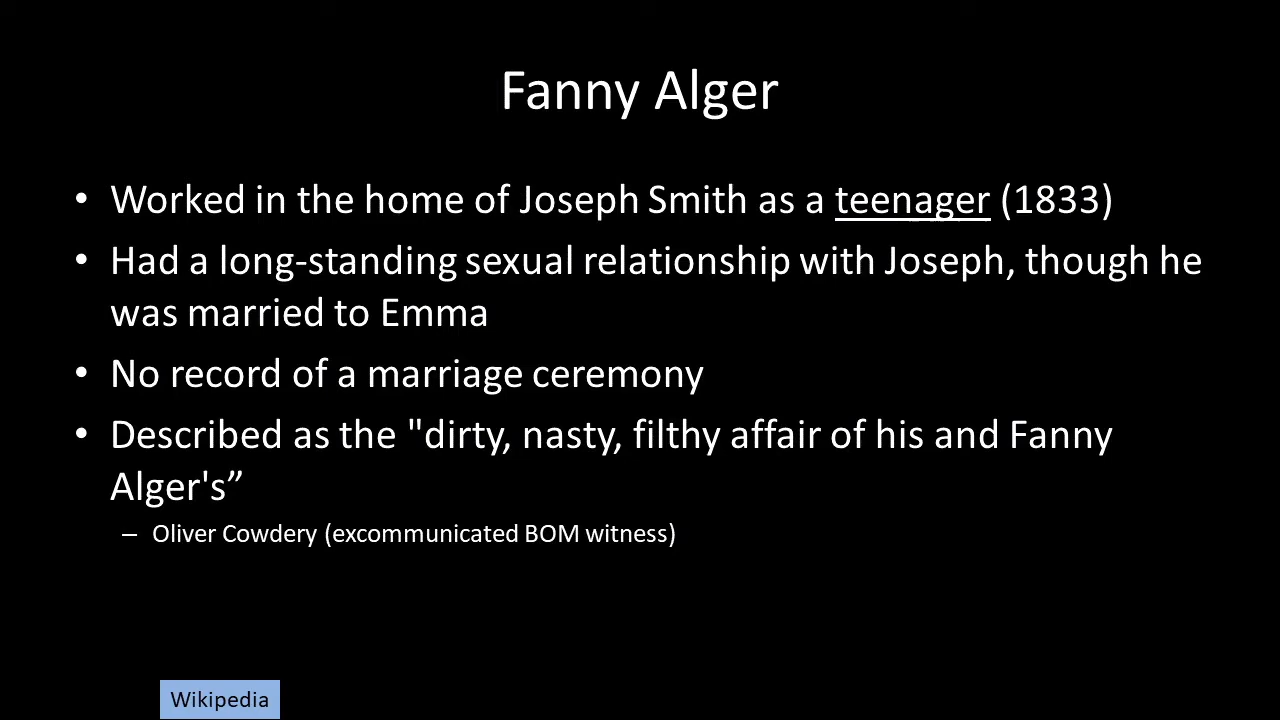 Fanny Alger
• Worked in the home of Joseph Smith as a teenager (1833)
• Had a long-standing sexual relationship with Joseph, though he
was married to Emma
• No record of a marriage ceremony
• Described as the "dirty, nasty, filthy affair of his and Fanny
Alger's”
– Oliver Cowdery (excommunicated BOM witness)
Wikipedia